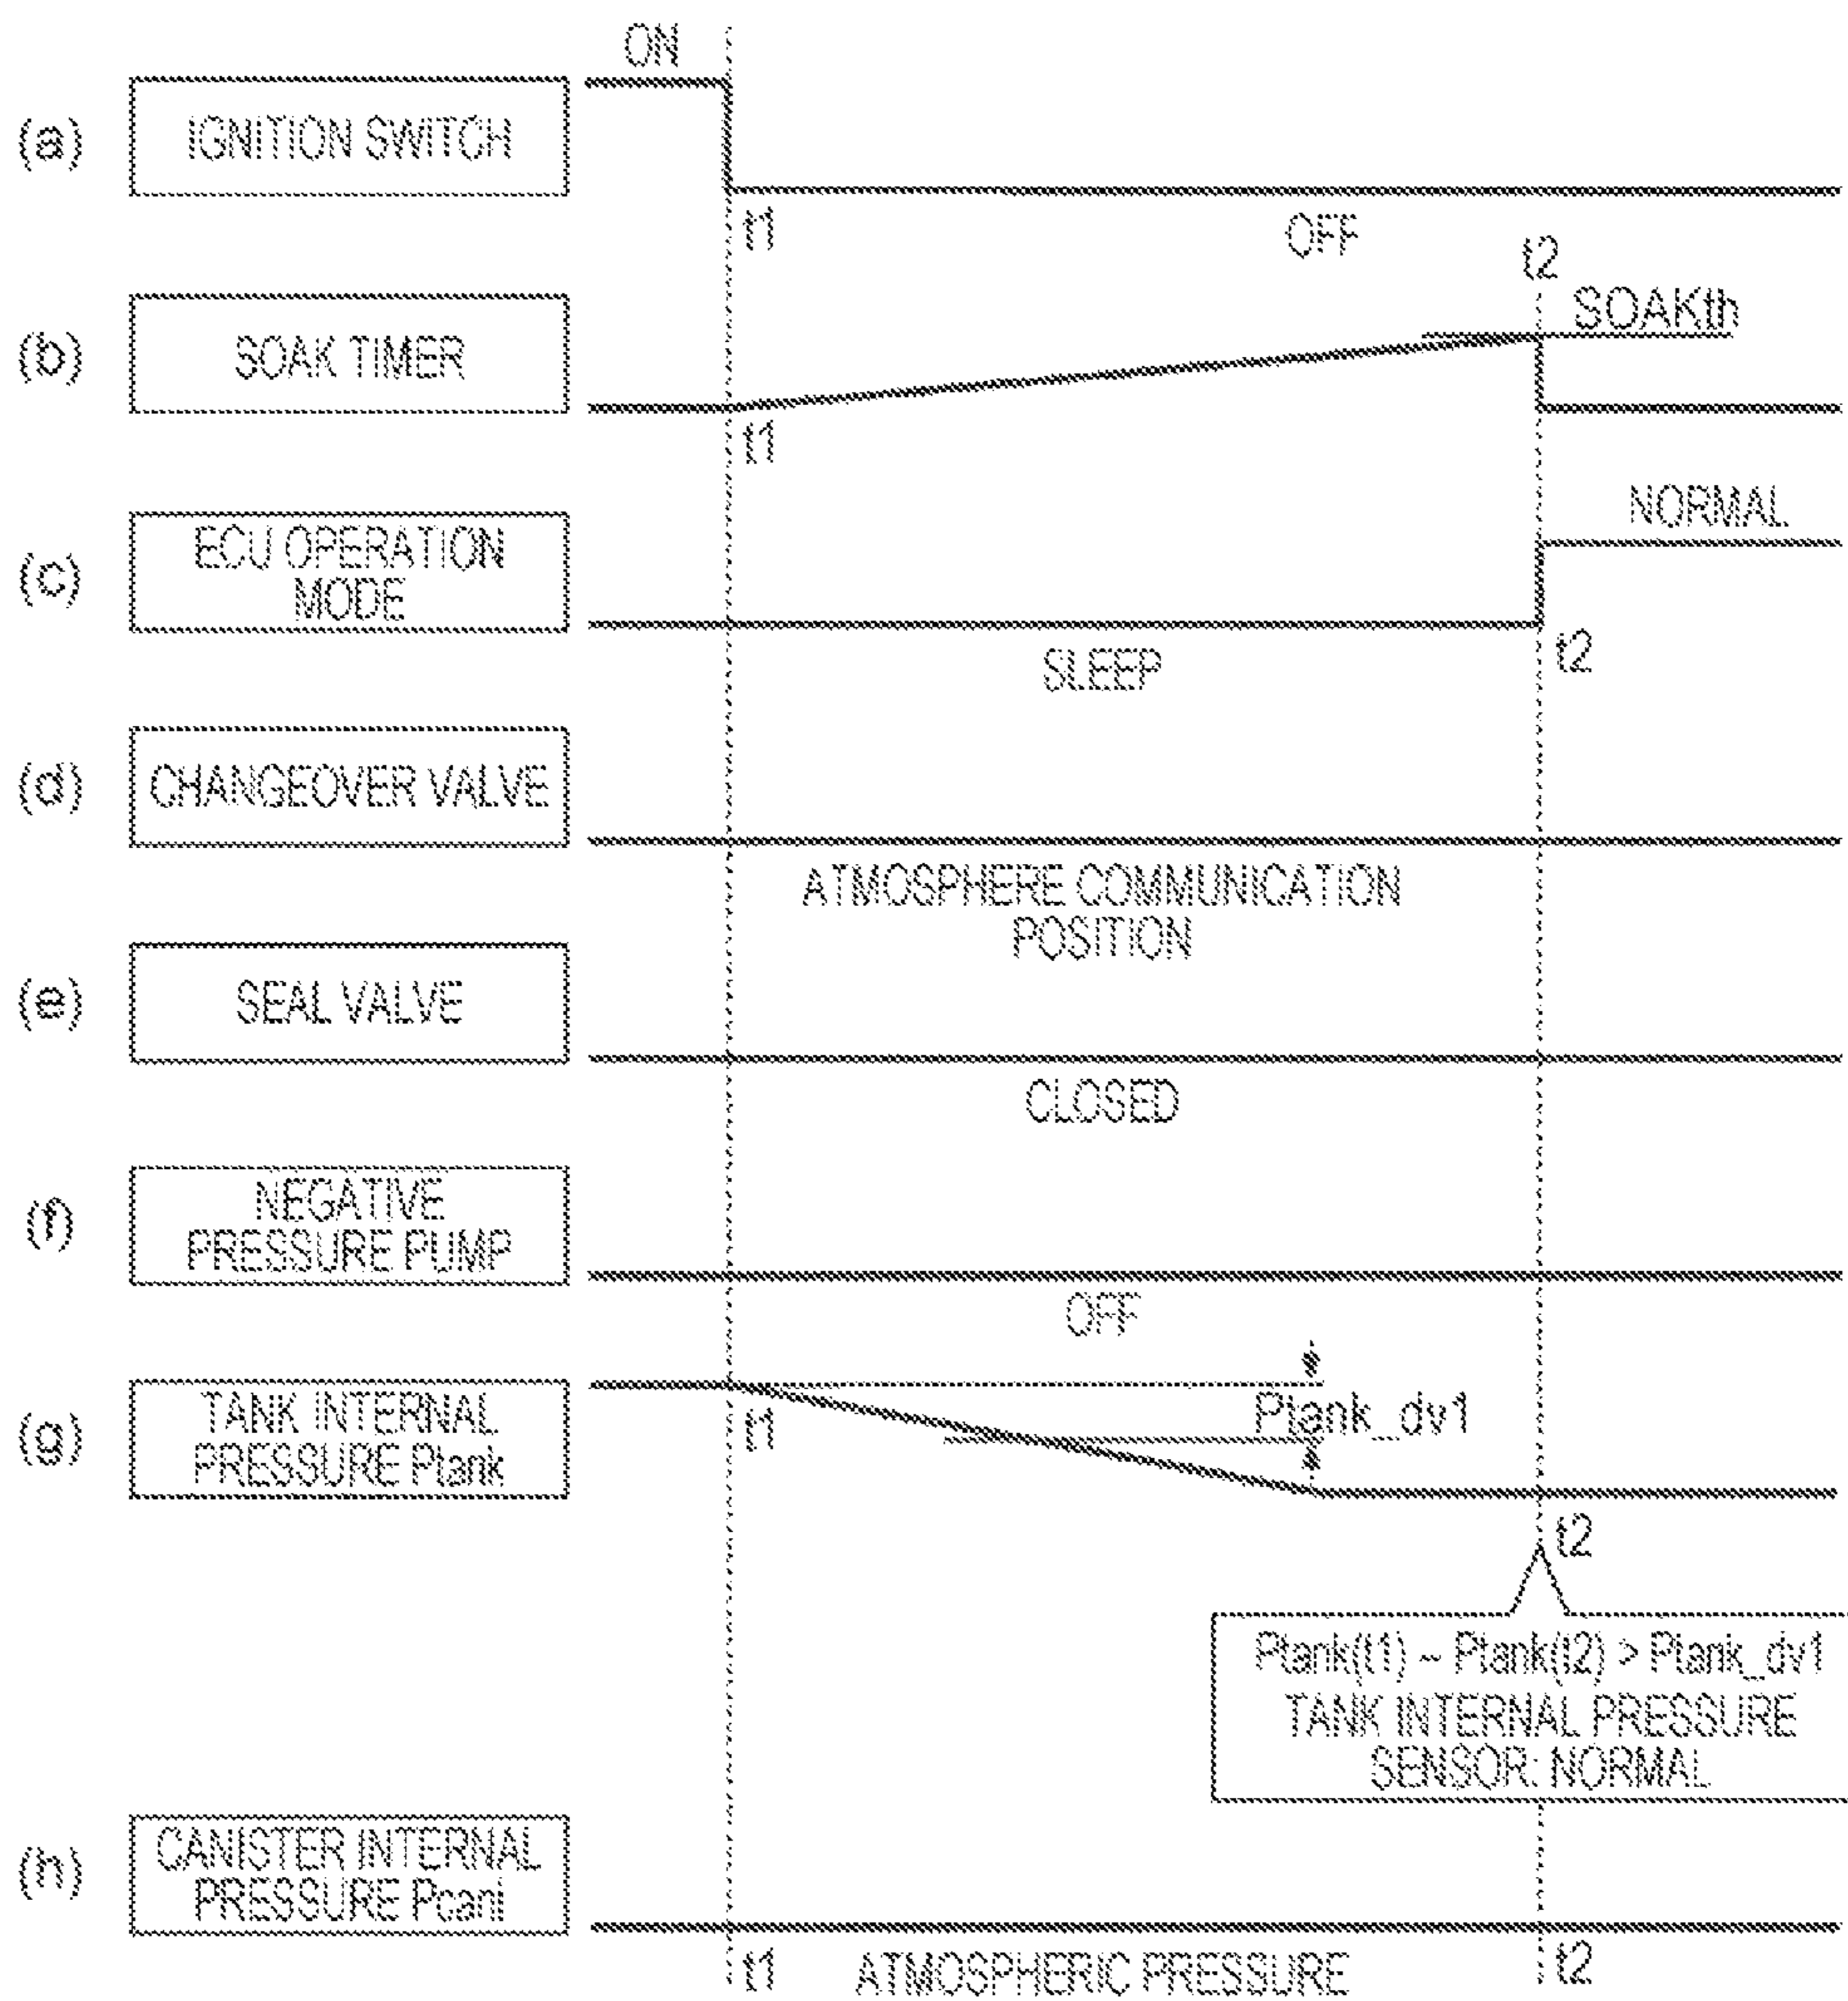 ON
(a) IGNITION SWITCH
t1
OFF
t2
SOAKth
(b) SOAK TIMER
t1
NORMAL
(c) ECU OPERATION
MODE
t2
SLEEP
(d) CHANGEOVER VALVE
ATMOSPHERE COMMUNICATION
POSITION
(e) SEAL VALVE
CLOSED
(f) NEGATIVE
PRESSURE PUMP
OFF
(g) TANK INTERNAL
PRESSURE Ptank
t1
Ptank_dv1
t2
Ptank(t1) - Ptank(t2) > Ptank_dv1
TANK INTERNAL PRESSURE
SENSOR: NORMAL
(h) CANISTER INTERNAL
PRESSURE Pcani
t1
ATMOSPHERIC PRESSURE
t2